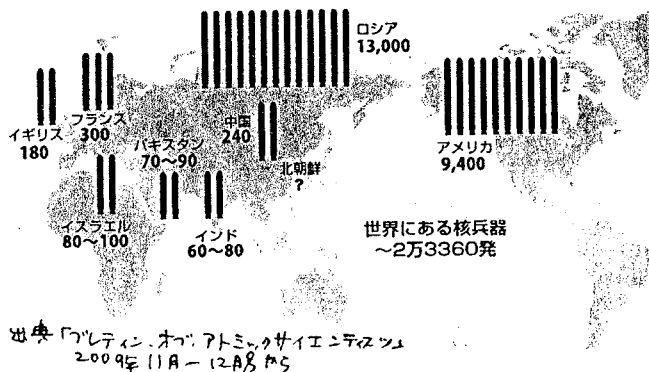 ロシア
13,000
イギリス
180
フランス
300
中国
240
パキスタン
70～90
北朝鮮
?
アメリカ
9,400
イスラエル
80～100
インド
60～80
世界にある核兵器
～2万3360発
出典「ブレティン・オブ・アトミックサイエンティスツ」
2009年11月－12月号から